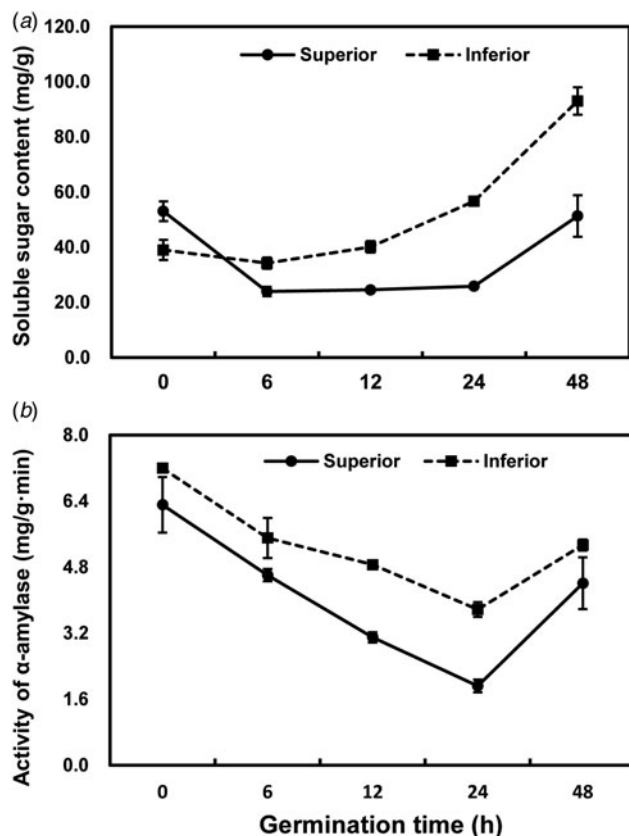 (a)
120.0
Superior Inferior
100.0
80.0
60.0
40.0
20.0
0.0
Soluble sugar content (mg/g)
0 6 12 24 48
(b)
8.0
Superior Inferior
6.4
4.8
3.2
1.6
0.0
Activity of α-amylase (mg/g·min)
0 6 12 24 48
Germination time (h)